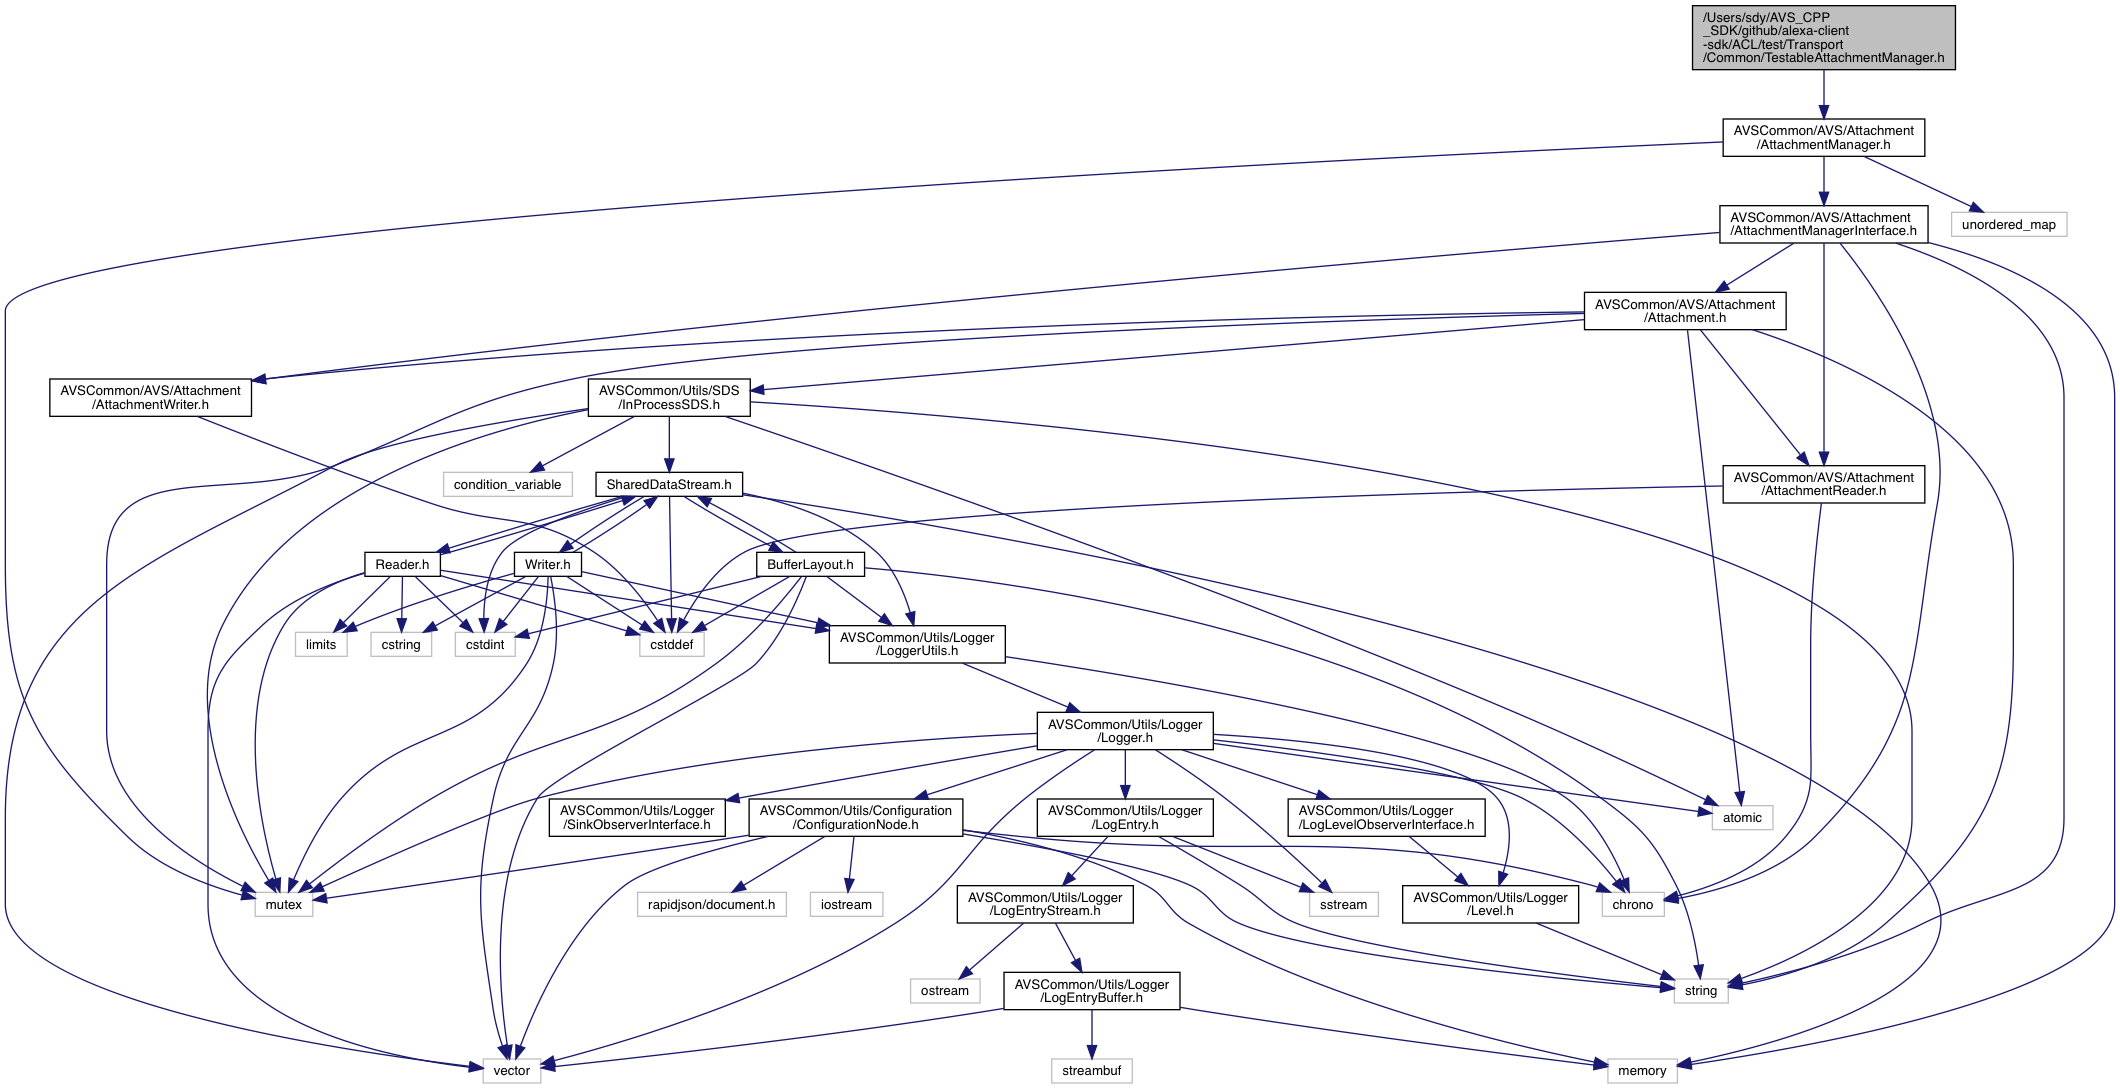 /Users/sdy/AVS_CPP
_SDK/github/alexa-client
-sdk/ACL/test/Transport
/Common/TestableAttachmentManager.h
AVSCommon/AVS/Attachment
/AttachmentManager.h
AVSCommon/AVS/Attachment
/AttachmentManagerInterface.h
unordered_map
AVSCommon/AVS/Attachment
/Attachment.h
AVSCommon/AVS/Attachment
/AttachmentWriter.h
AVSCommon/Utils/SDS
/InProcessSDS.h
condition_variable
SharedDataStream.h
AVSCommon/AVS/Attachment
/AttachmentReader.h
Reader.h
Writer.h
BufferLayout.h
limits
cstring
cstdint
cstddef
AVSCommon/Utils/Logger
/LoggerUtils.h
AVSCommon/Utils/Logger
/Logger.h
AVSCommon/Utils/Logger
/SinkObserverInterface.h
AVSCommon/Utils/Configuration
/ConfigurationNode.h
AVSCommon/Utils/Logger
/LogEntry.h
AVSCommon/Utils/Logger
/LogLevelObserverInterface.h
atomic
mutex
rapidjson/document.h
iostream
AVSCommon/Utils/Logger
/LogEntryStream.h
sstream
AVSCommon/Utils/Logger
/Level.h
chrono
ostream
AVSCommon/Utils/Logger
/LogEntryBuffer.h
string
vector
streambuf
memory